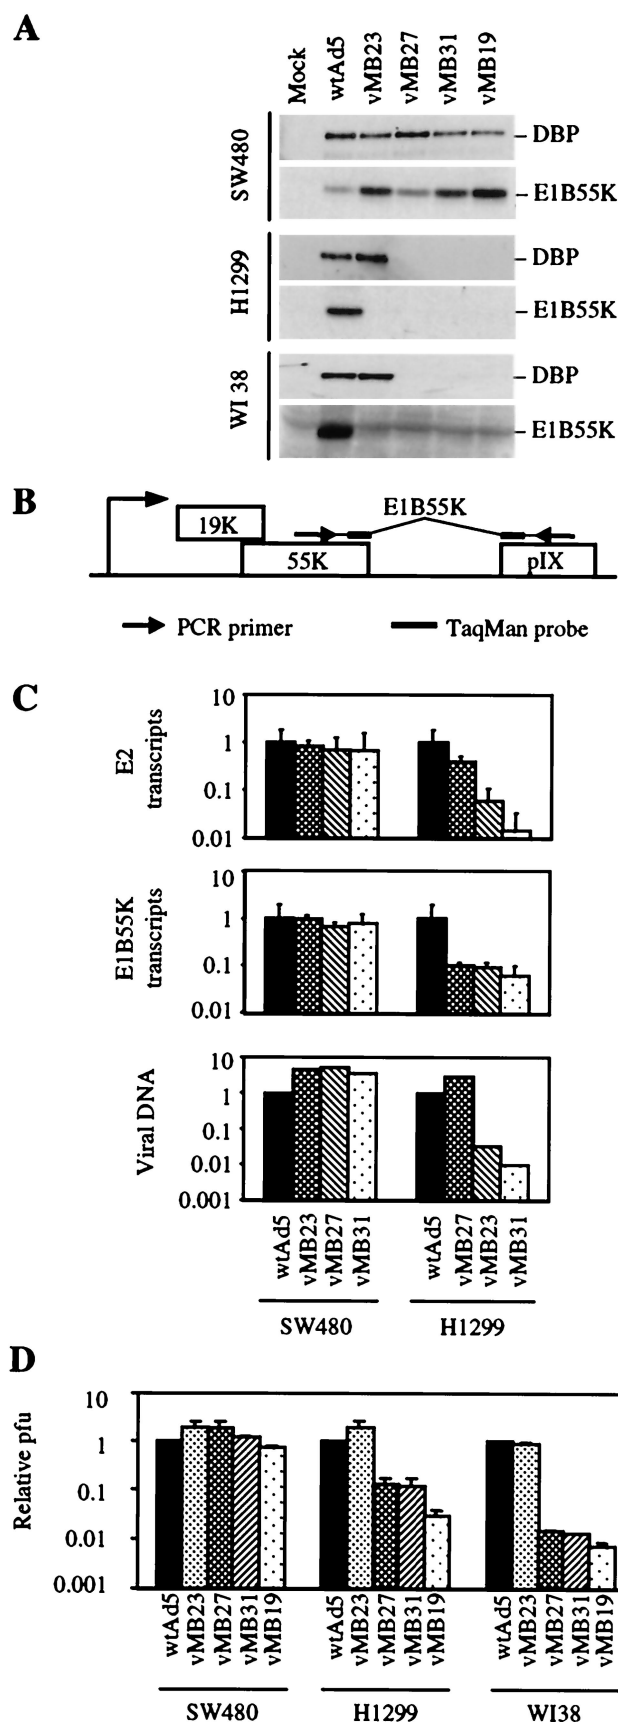 A
Mock
wtAd5
vMB23
vMB27
vMB31
vMB19
SW480
DBP
E1B55K
H1299
DBP
E1B55K
WI 38
DBP
E1B55K
B
19K
55K
E1B55K
pIX
PCR primer
TaqMan probe
C
E2
transcripts
10
1
0.1
0.01
E1B55K
transcripts
10
1
0.1
0.01
Viral DNA
10
1
0.1
0.01
0.001
wtAd5
vMB23
vMB27
vMB31
wtAd5
vMB27
vMB23
vMB31
SW480
H1299
D
Relative pfu
10
1
0.1
0.01
0.001
wtAd5
vMB23
vMB27
vMB31
vMB19
wtAd5
vMB23
vMB27
vMB31
vMB19
wtAd5
vMB23
vMB27
vMB31
vMB19
SW480
H1299
WI38